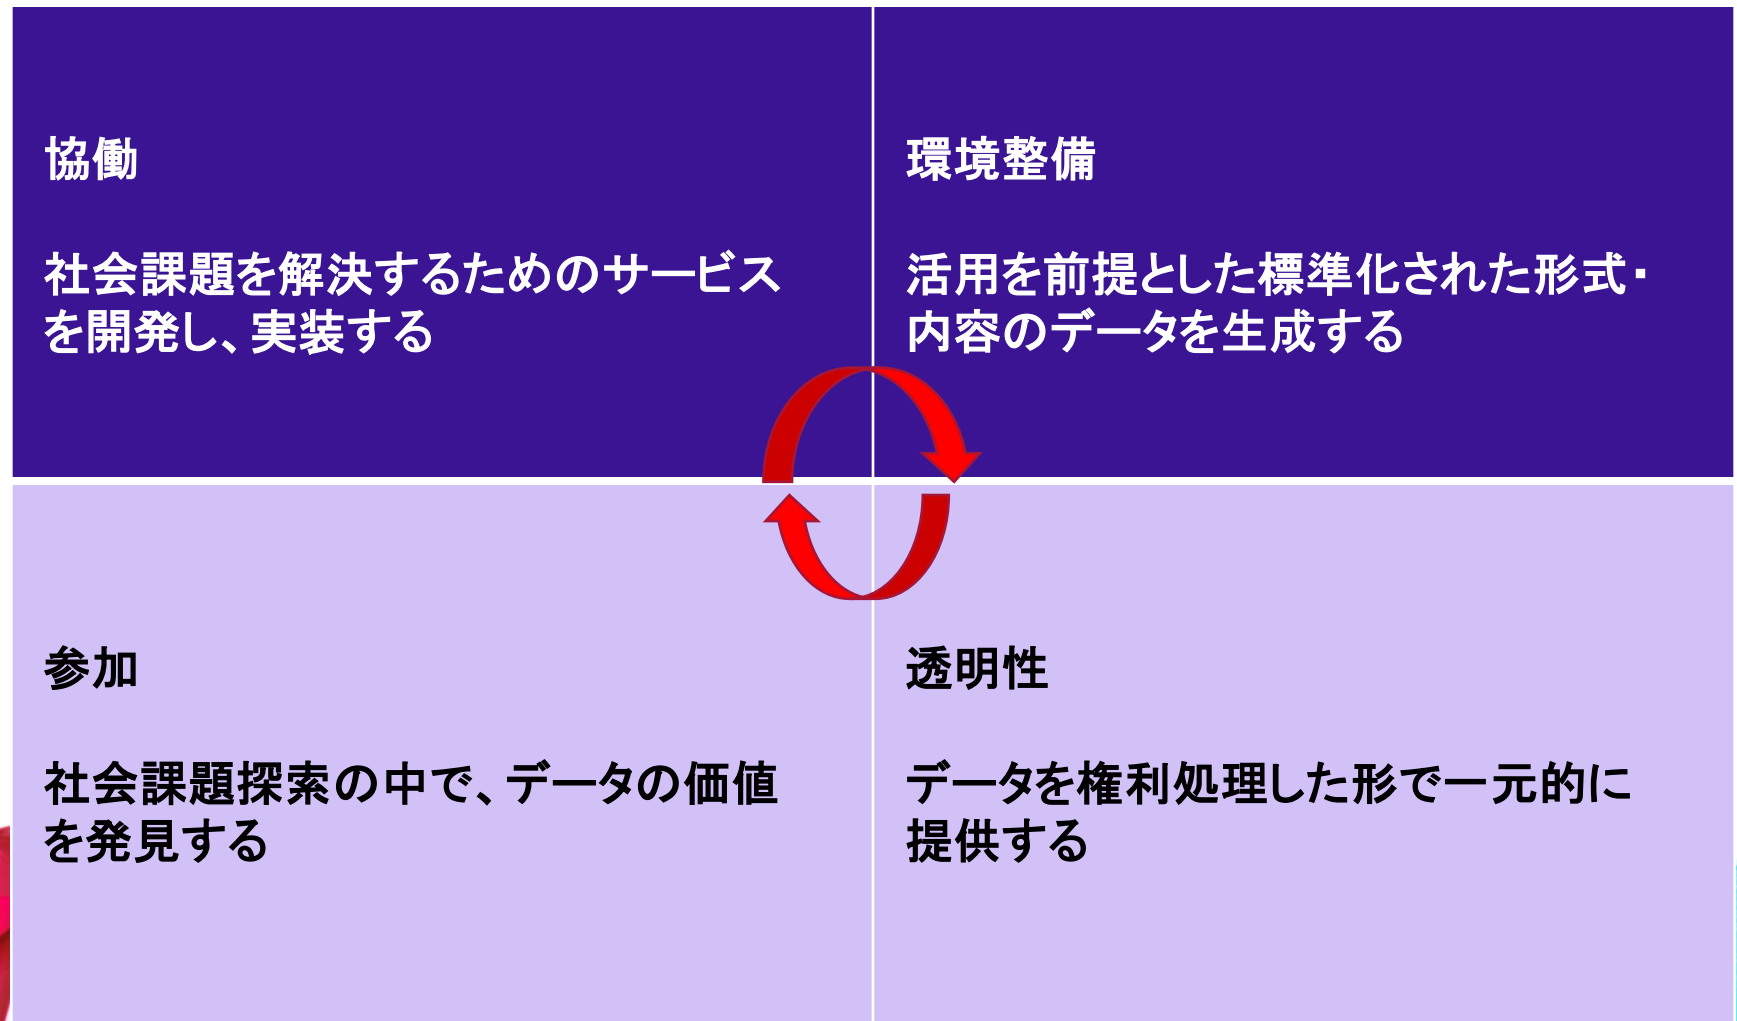 協働
社会課題を解決するためのサービス
を開発し、実装する
環境整備
活用を前提とした標準化された形式・
内容のデータを生成する
参加
社会課題探索の中で、データの価値
を発見する
透明性
データを権利処理した形で一元的に
提供する